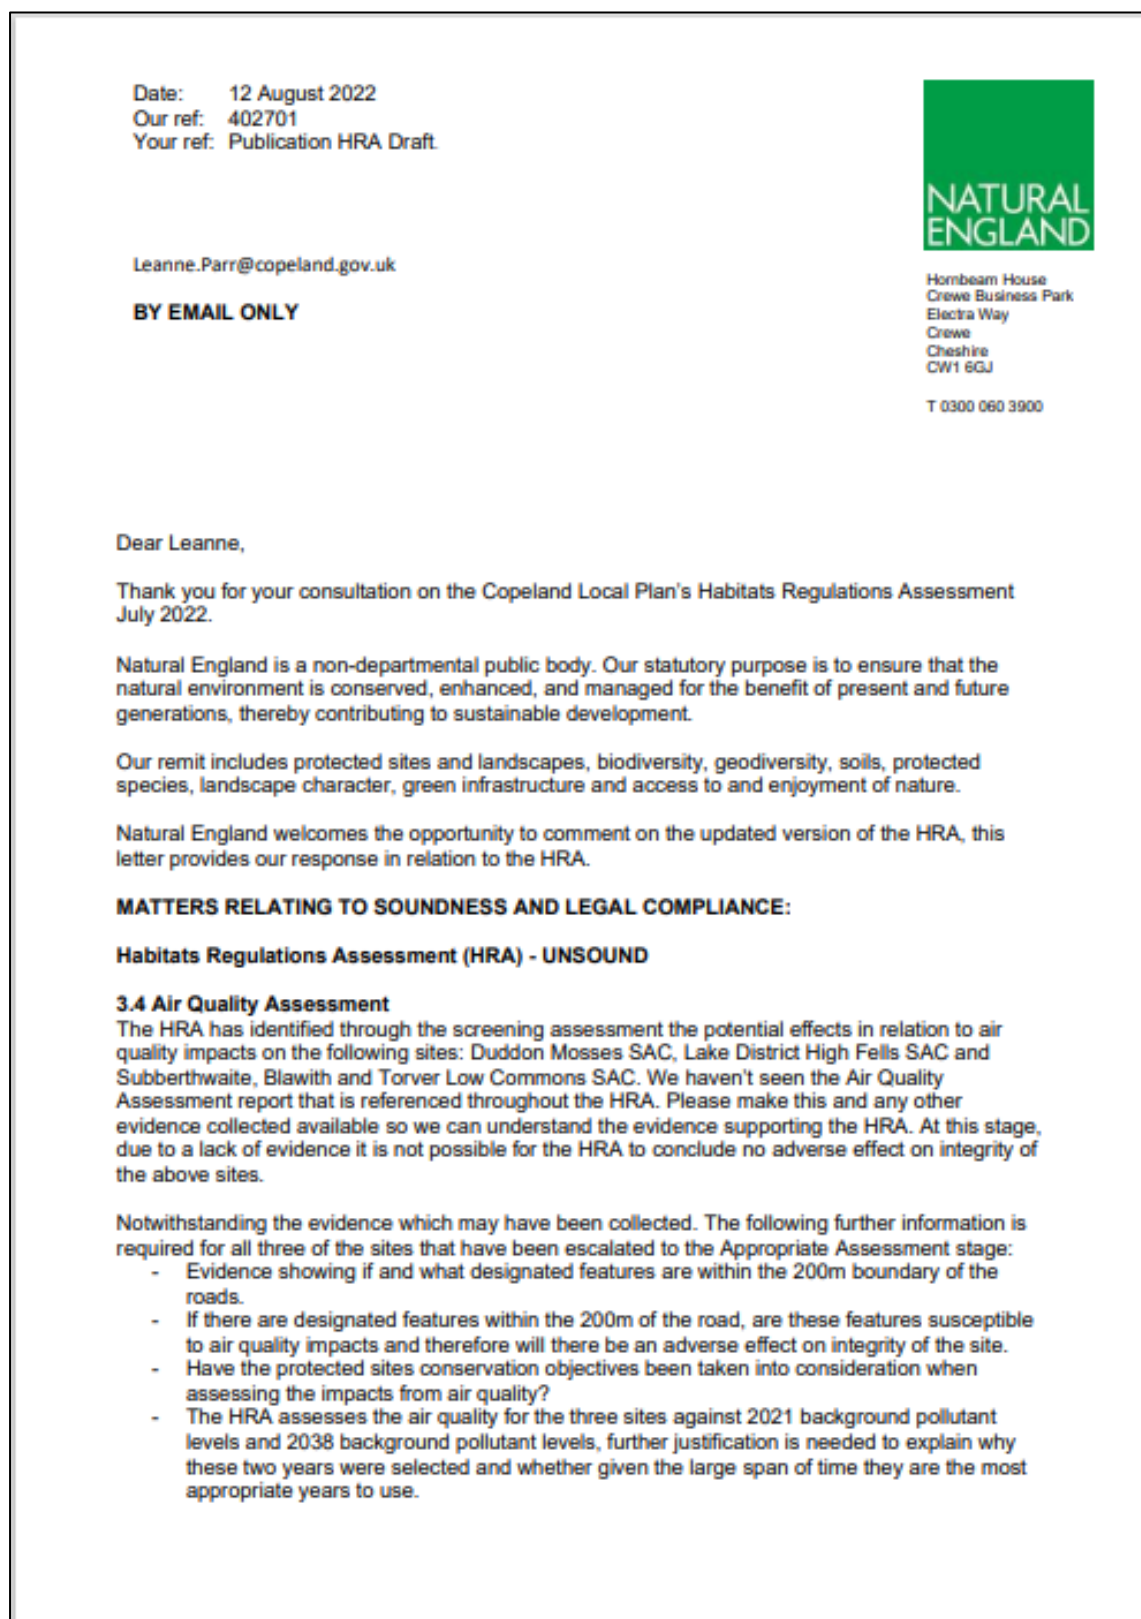 Date: 12 August 2022
Our ref: 402701
Your ref: Publication HRA Draft.
NATURAL
ENGLAND
Leanne.Parr@copeland.gov.uk
BY EMAIL ONLY
Hornbeam House
Crewe Business Park
Electra Way
Crewe
Cheshire
CW1 6GJ
T 0300 060 3900
Dear Leanne,
Thank you for your consultation on the Copeland Local Plan's Habitats Regulations Assessment
July 2022.
Natural England is a non-departmental public body. Our statutory purpose is to ensure that the
natural environment is conserved, enhanced, and managed for the benefit of present and future
generations, thereby contributing to sustainable development.
Our remit includes protected sites and landscapes, biodiversity, geodiversity, soils, protected
species, landscape character, green infrastructure and access to and enjoyment of nature.
Natural England welcomes the opportunity to comment on the updated version of the HRA, this
letter provides our response in relation to the HRA.
MATTERS RELATING TO SOUNDNESS AND LEGAL COMPLIANCE:
Habitats Regulations Assessment (HRA) - UNSOUND
3.4 Air Quality Assessment
The HRA has identified through the screening assessment the potential effects in relation to air
quality impacts on the following sites: Duddon Mosses SAC, Lake District High Fells SAC and
Subberthwaite, Blawith and Torver Low Commons SAC. We haven't seen the Air Quality
Assessment report that is referenced throughout the HRA. Please make this and any other
evidence collected available so we can understand the evidence supporting the HRA. At this stage,
due to a lack of evidence it is not possible for the HRA to conclude no adverse effect on integrity of
the above sites.
Notwithstanding the evidence which may have been collected. The following further information is
required for all three of the sites that have been escalated to the Appropriate Assessment stage:
- Evidence showing if and what designated features are within the 200m boundary of the
roads.
- If there are designated features within the 200m of the road, are these features susceptible
to air quality impacts and therefore will there be an adverse effect on integrity of the site.
- Have the protected sites conservation objectives been taken into consideration when
assessing the impacts from air quality?
- The HRA assesses the air quality for the three sites against 2021 background pollutant
levels and 2038 background pollutant levels, further justification is needed to explain why
these two years were selected and whether given the large span of time they are the most
appropriate years to use.